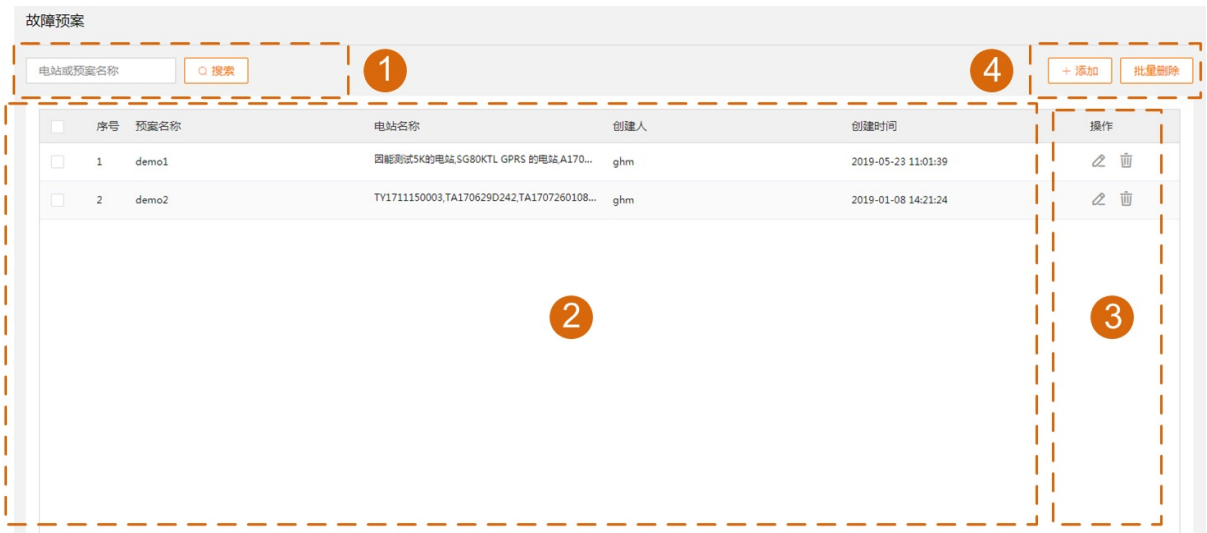 故障预案
电站或预案名称 搜索 1 4 + 添加 批量删除
序号 预案名称 电站名称 创建人 创建时间 操作
1 demo1 因能测试5K的电站,SG80KTL GPRS 的电站,A170... ghm 2019-05-23 11:01:39
2 demo2 TY1711150003,TA170629D242,TA1707260108... ghm 2019-01-08 14:21:24
2 3